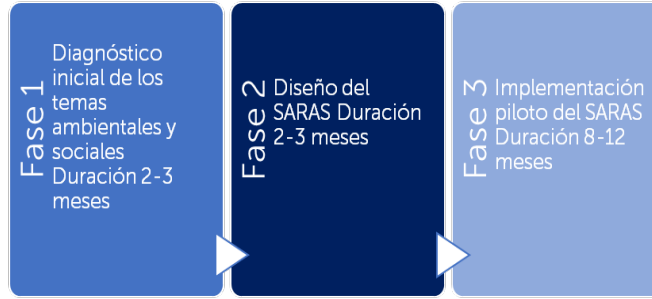 Fase 1
Diagnóstico
inicial de los
temas
ambientales y
sociales
Duración 2-3
meses
Fase 2
Diseño del
SARAS Duración
2-3 meses
Fase 3
Implementación
piloto del SARAS
Duración 8-12
meses